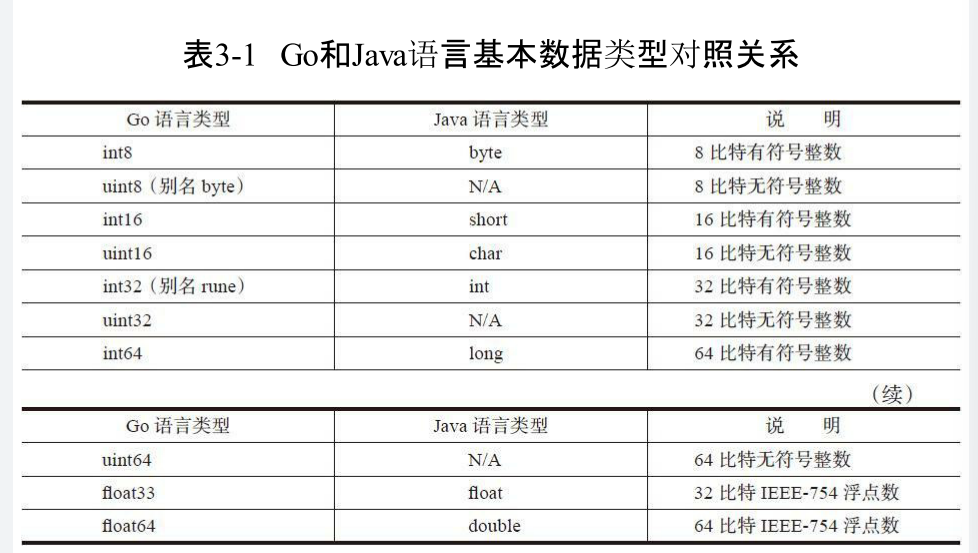 表3-1 Go和Java语言基本数据类型对照关系
Go 语言类型 Java 语言类型 说 明
int8 byte 8 比特有符号整数
uint8（别名 byte） N/A 8 比特无符号整数
int16 short 16 比特有符号整数
uint16 char 16 比特无符号整数
int32（别名 rune） int 32 比特有符号整数
uint32 N/A 32 比特无符号整数
int64 long 64 比特有符号整数
（续）
Go 语言类型 Java 语言类型 说 明
uint64 N/A 64 比特无符号整数
float33 float 32 比特 IEEE-754 浮点数
float64 double 64 比特 IEEE-754 浮点数